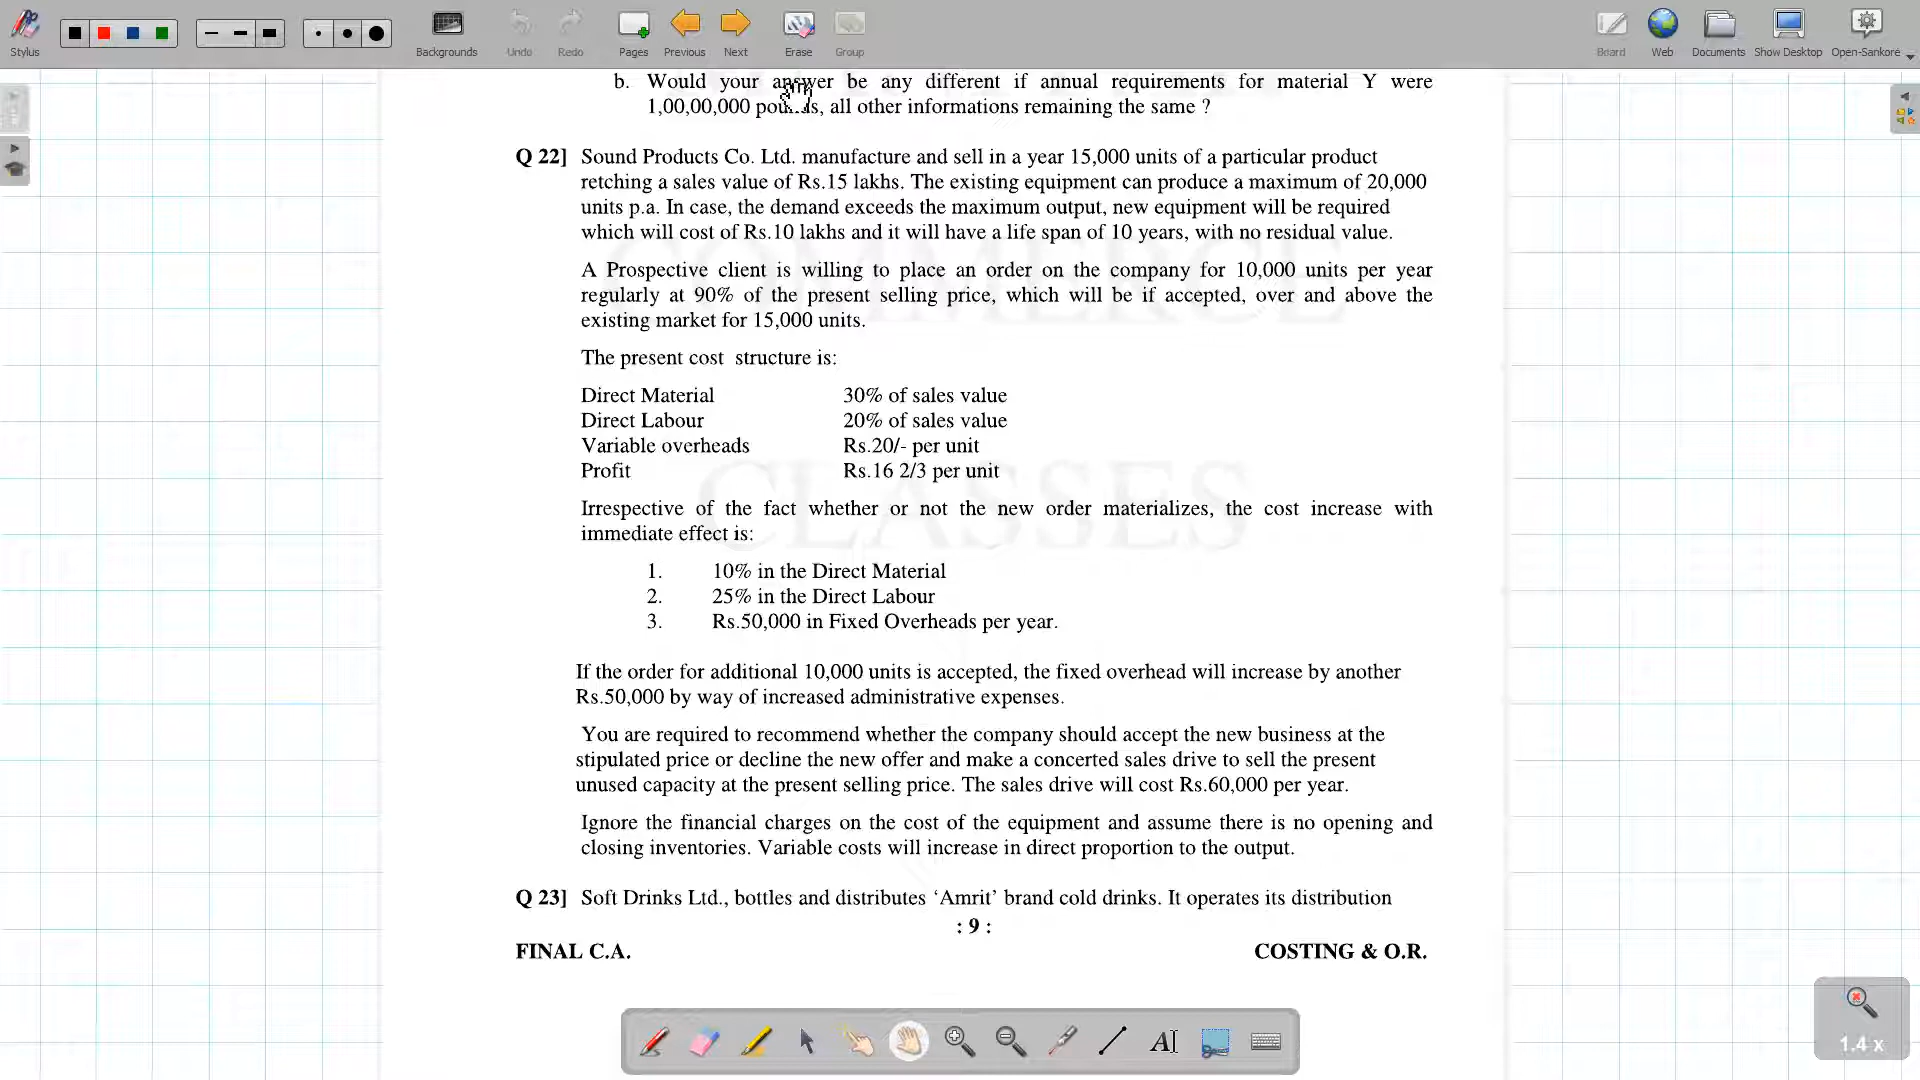 Stylus
Backgrounds
Undo
Redo
Pages
Previous
Next
Erase
Group
Board
Web
Documents
Show Desktop
Open-Sankoré
b. Would your answer be any different if annual requirements for material Y were
1,00,00,000 pounds, all other informations remaining the same ?
Q 22] Sound Products Co. Ltd. manufacture and sell in a year 15,000 units of a particular product
retching a sales value of Rs.15 lakhs. The existing equipment can produce a maximum of 20,000
units p.a. In case, the demand exceeds the maximum output, new equipment will be required
which will cost of Rs.10 lakhs and it will have a life span of 10 years, with no residual value.
A Prospective client is willing to place an order on the company for 10,000 units per year
regularly at 90% of the present selling price, which will be if accepted, over and above the
existing market for 15,000 units.
The present cost structure is:
Direct Material 30% of sales value
Direct Labour 20% of sales value
Variable overheads Rs.20/- per unit
Profit Rs.16 2/3 per unit
Irrespective of the fact whether or not the new order materializes, the cost increase with
immediate effect is:
1. 10% in the Direct Material
2. 25% in the Direct Labour
3. Rs.50,000 in Fixed Overheads per year.
If the order for additional 10,000 units is accepted, the fixed overhead will increase by another
Rs.50,000 by way of increased administrative expenses.
You are required to recommend whether the company should accept the new business at the
stipulated price or decline the new offer and make a concerted sales drive to sell the present
unused capacity at the present selling price. The sales drive will cost Rs.60,000 per year.
Ignore the financial charges on the cost of the equipment and assume there is no opening and
closing inventories. Variable costs will increase in direct proportion to the output.
Q 23] Soft Drinks Ltd., bottles and distributes ‘Amrit’ brand cold drinks. It operates its distribution
: 9 :
FINAL C.A. COSTING & O.R.
COMMERCE
CLASSES
AI
1.4 x